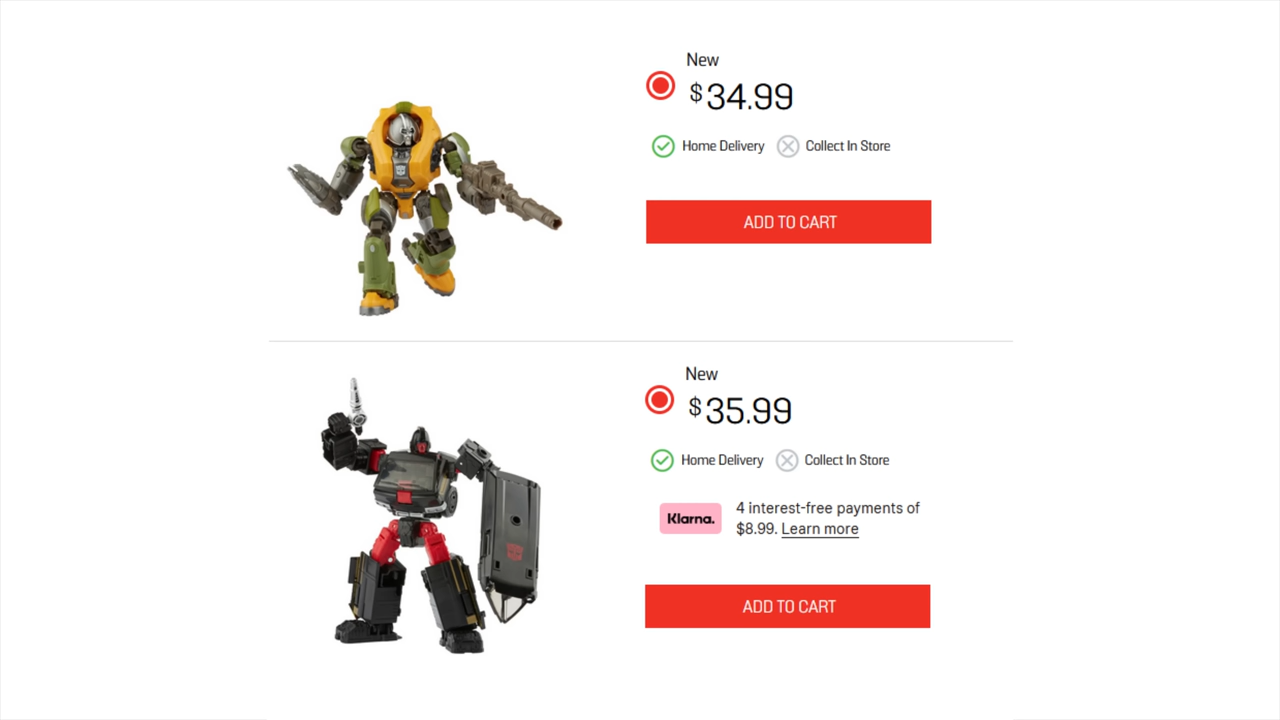 New
$34.99
Home Delivery Collect In Store
ADD TO CART
New
$35.99
Home Delivery Collect In Store
Klarna. 4 interest-free payments of
$8.99. Learn more
ADD TO CART